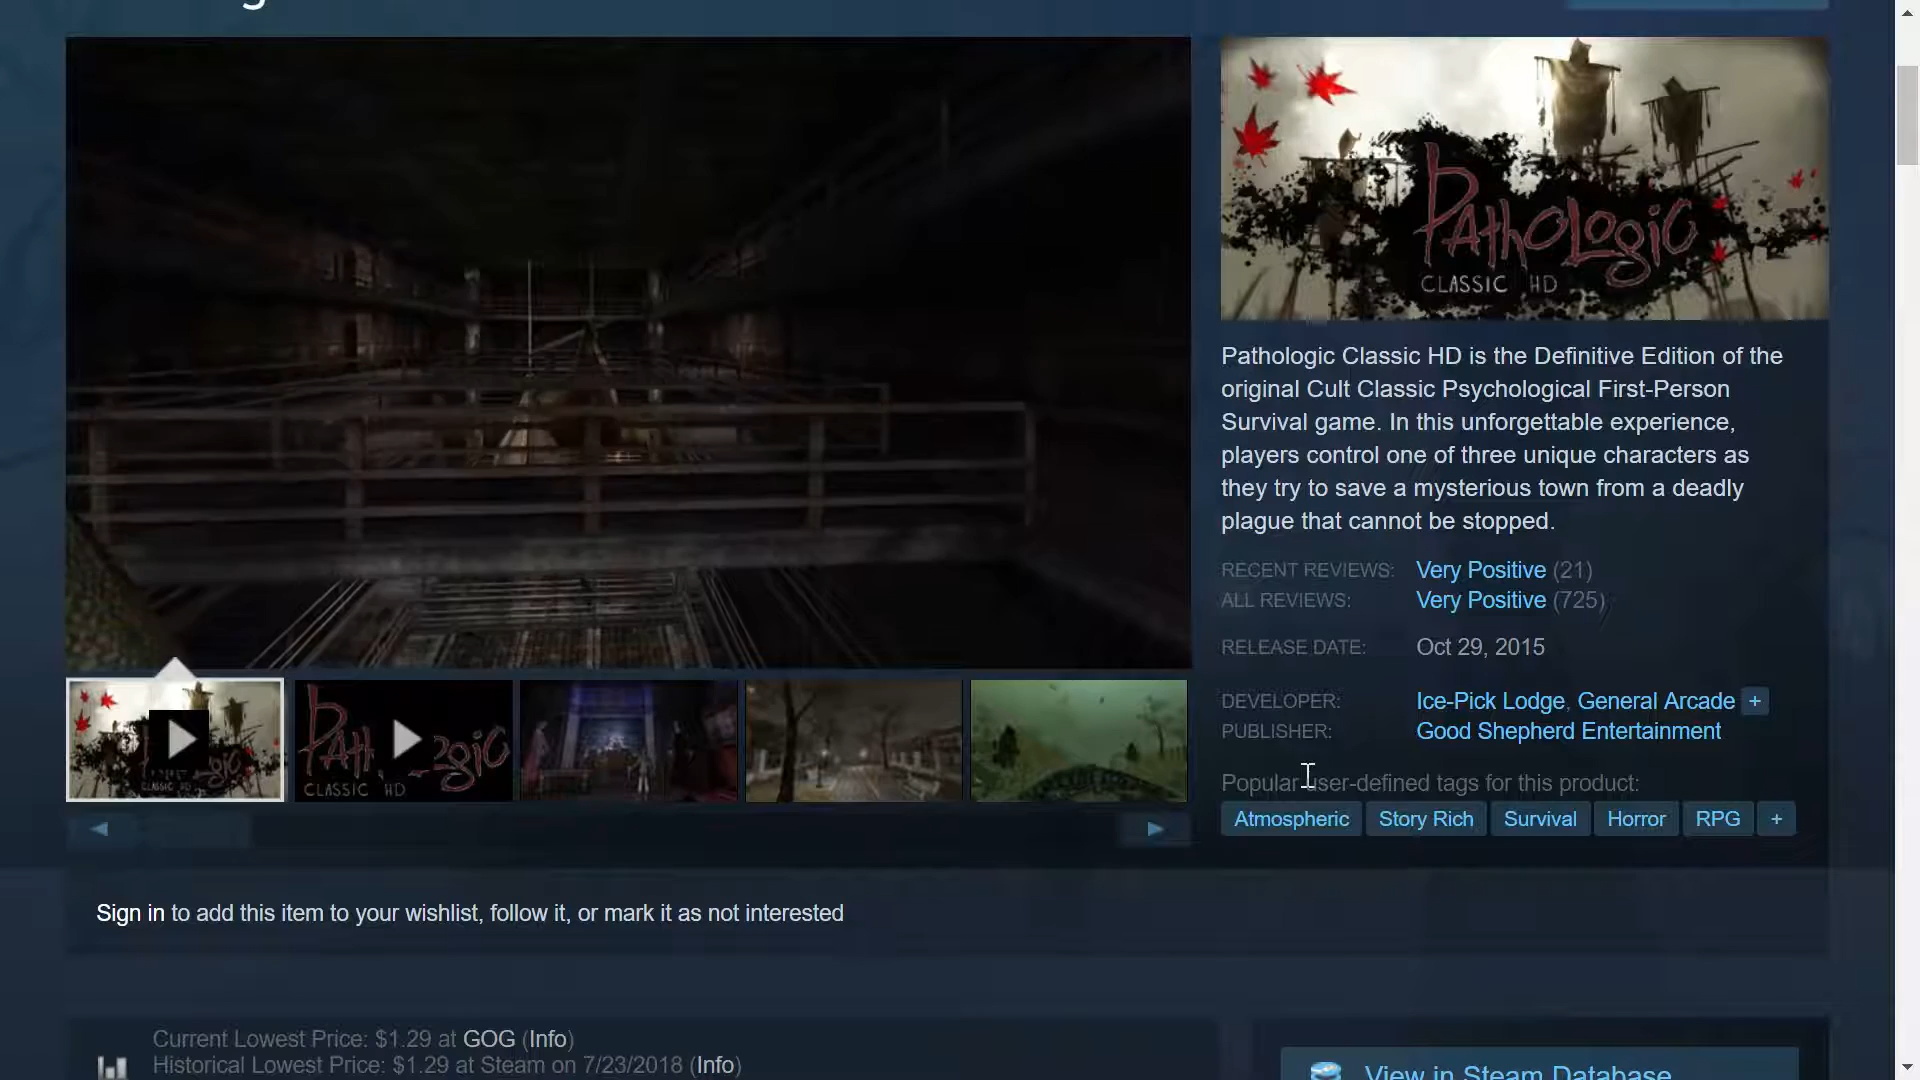 PAthologic
CLASSIC HD
Pathologic Classic HD is the Definitive Edition of the
original Cult Classic Psychological First-Person
Survival game. In this unforgettable experience,
players control one of three unique characters as
they try to save a mysterious town from a deadly
plague that cannot be stopped.
RECENT REVIEWS: Very Positive (21)
ALL REVIEWS: Very Positive (725)
RELEASE DATE: Oct 29, 2015
DEVELOPER: Ice-Pick Lodge, General Arcade +
PUBLISHER: Good Shepherd Entertainment
Popular user-defined tags for this product:
Atmospheric Story Rich Survival Horror RPG +
CLASSIC HD
Sign in to add this item to your wishlist, follow it, or mark it as not interested
Current Lowest Price: $1.29 at GOG (Info)
Historical Lowest Price: $1.29 at Steam on 7/23/2018 (Info)
View in Steam Database